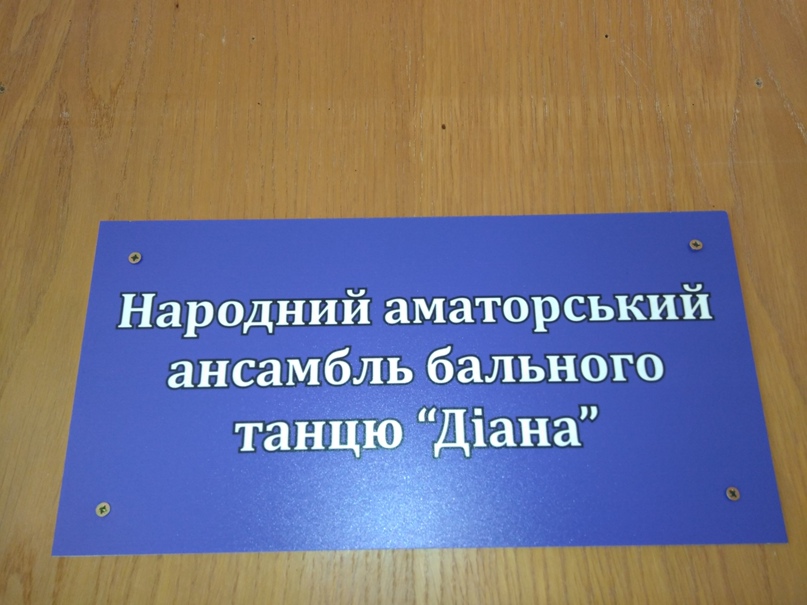 Народний аматорський
ансамбль бального
танцю “Діана”